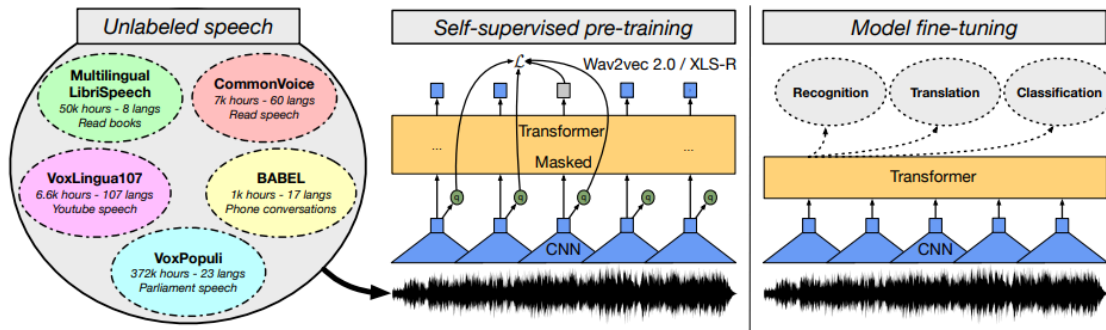 Unlabeled speech
Multilingual
LibriSpeech
50k hours - 8 langs
Read books
CommonVoice
7k hours - 60 langs
Read speech
VoxLingua107
6.6k hours - 107 langs
Youtube speech
BABEL
1k hours - 17 langs
Phone conversations
VoxPopuli
372k hours - 23 langs
Parliament speech
Self-supervised pre-training
Wav2vec 2.0 / XLS-R
ℒ
Transformer
... ...
Masked
q q q q q
CNN
Model fine-tuning
Recognition
Translation
Classification
Transformer
CNN